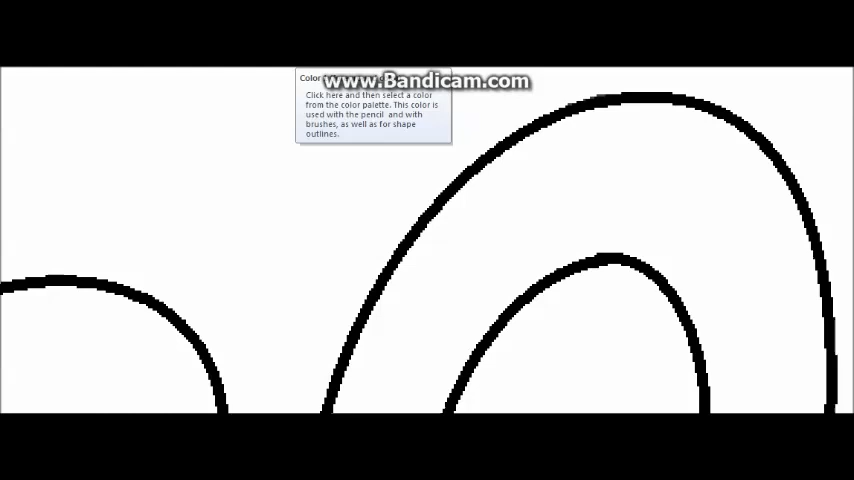 www.Bandicam.com
Color
Click here and then select a color
from the color palette. This color is
used with the pencil and with
brushes, as well as for shape
outlines.